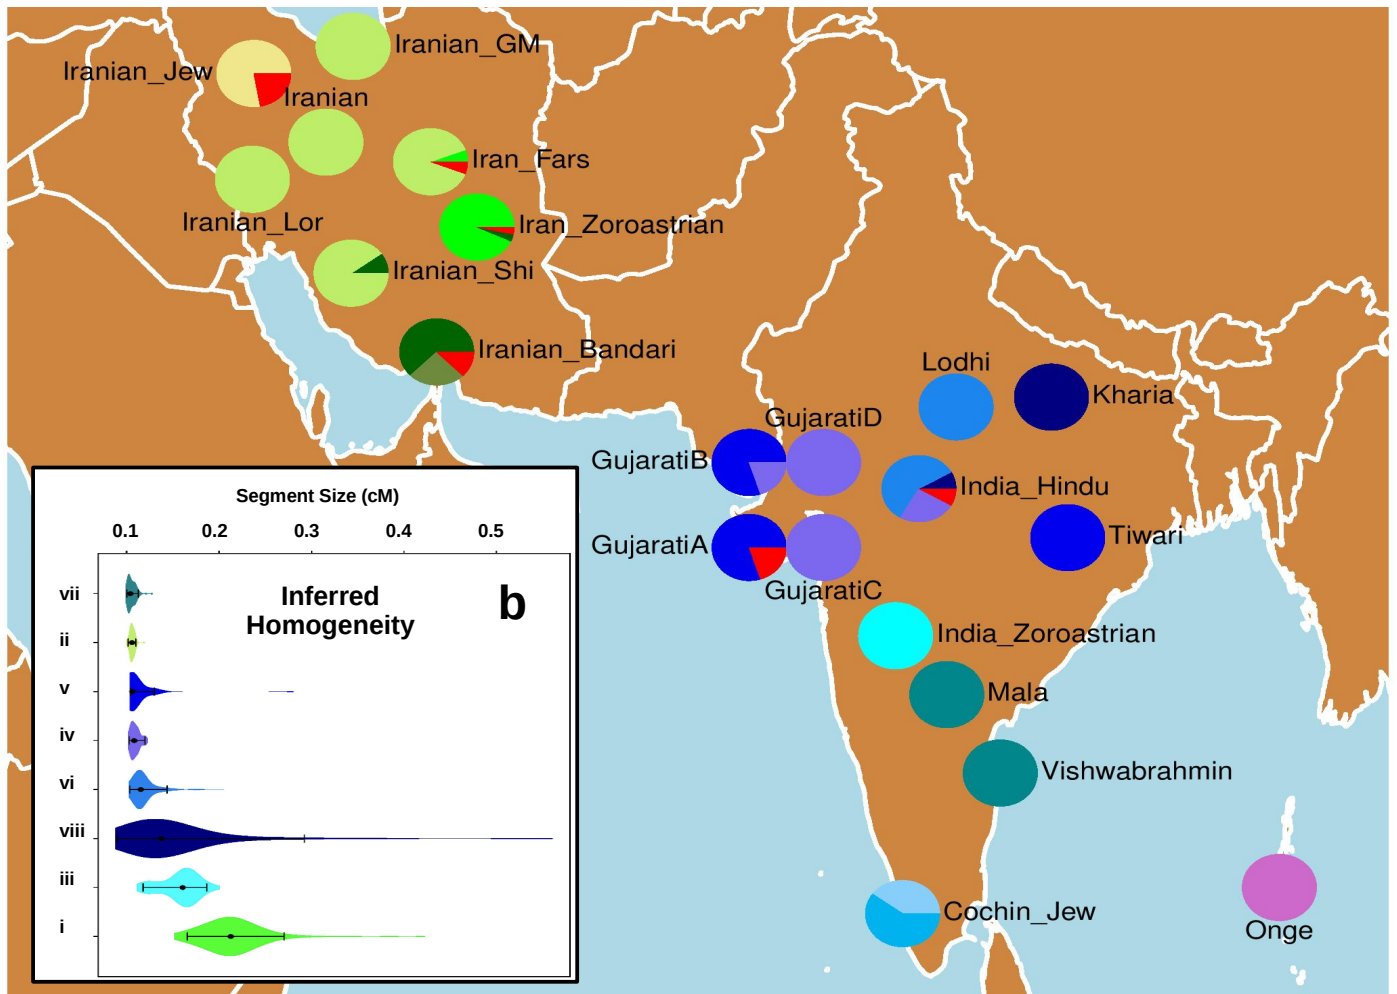 Iranian_GM
Iranian_Jew
Iranian
Iran_Fars
Iranian_Lor
Iran_Zoroastrian
Iranian_Shi
Iranian_Bandari
Lodhi
Kharia
GujaratiD
GujaratiB
India_Hindu
GujaratiA
Tiwari
GujaratiC
India_Zoroastrian
Mala
Vishwabrahmin
Cochin_Jew
Onge
Segment Size (cM)
0.1 0.2 0.3 0.4 0.5
Inferred
Homogeneity
b
vii
ii
v
iv
vi
viii
iii
i